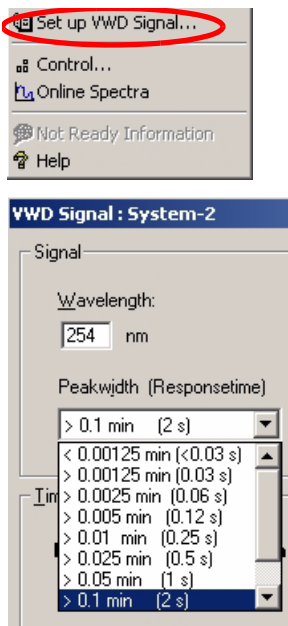 Set up VWD Signal...
Control...
Online Spectra
Not Ready Information
Help
VWD Signal : System-2
Signal
Wavelength:
254 nm
Peakwidth (Responsetime)
> 0.1 min (2 s)
< 0.00125 min (<0.03 s)
> 0.00125 min (0.03 s)
> 0.0025 min (0.06 s)
> 0.005 min (0.12 s)
> 0.01 min (0.25 s)
> 0.025 min (0.5 s)
> 0.05 min (1 s)
> 0.1 min (2 s)